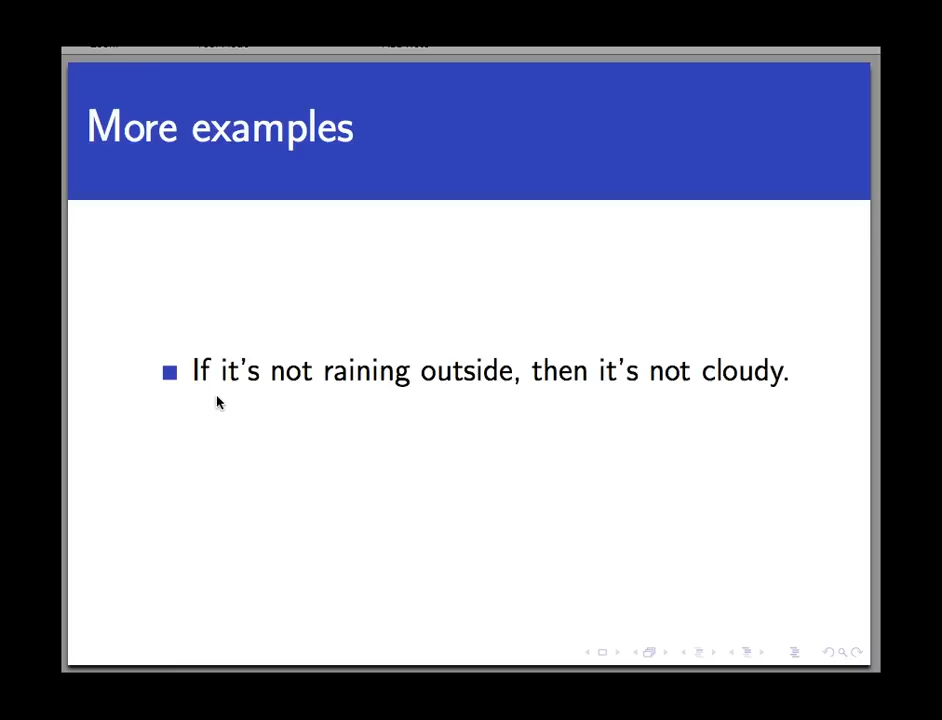 More examples
If it's not raining outside, then it's not cloudy.